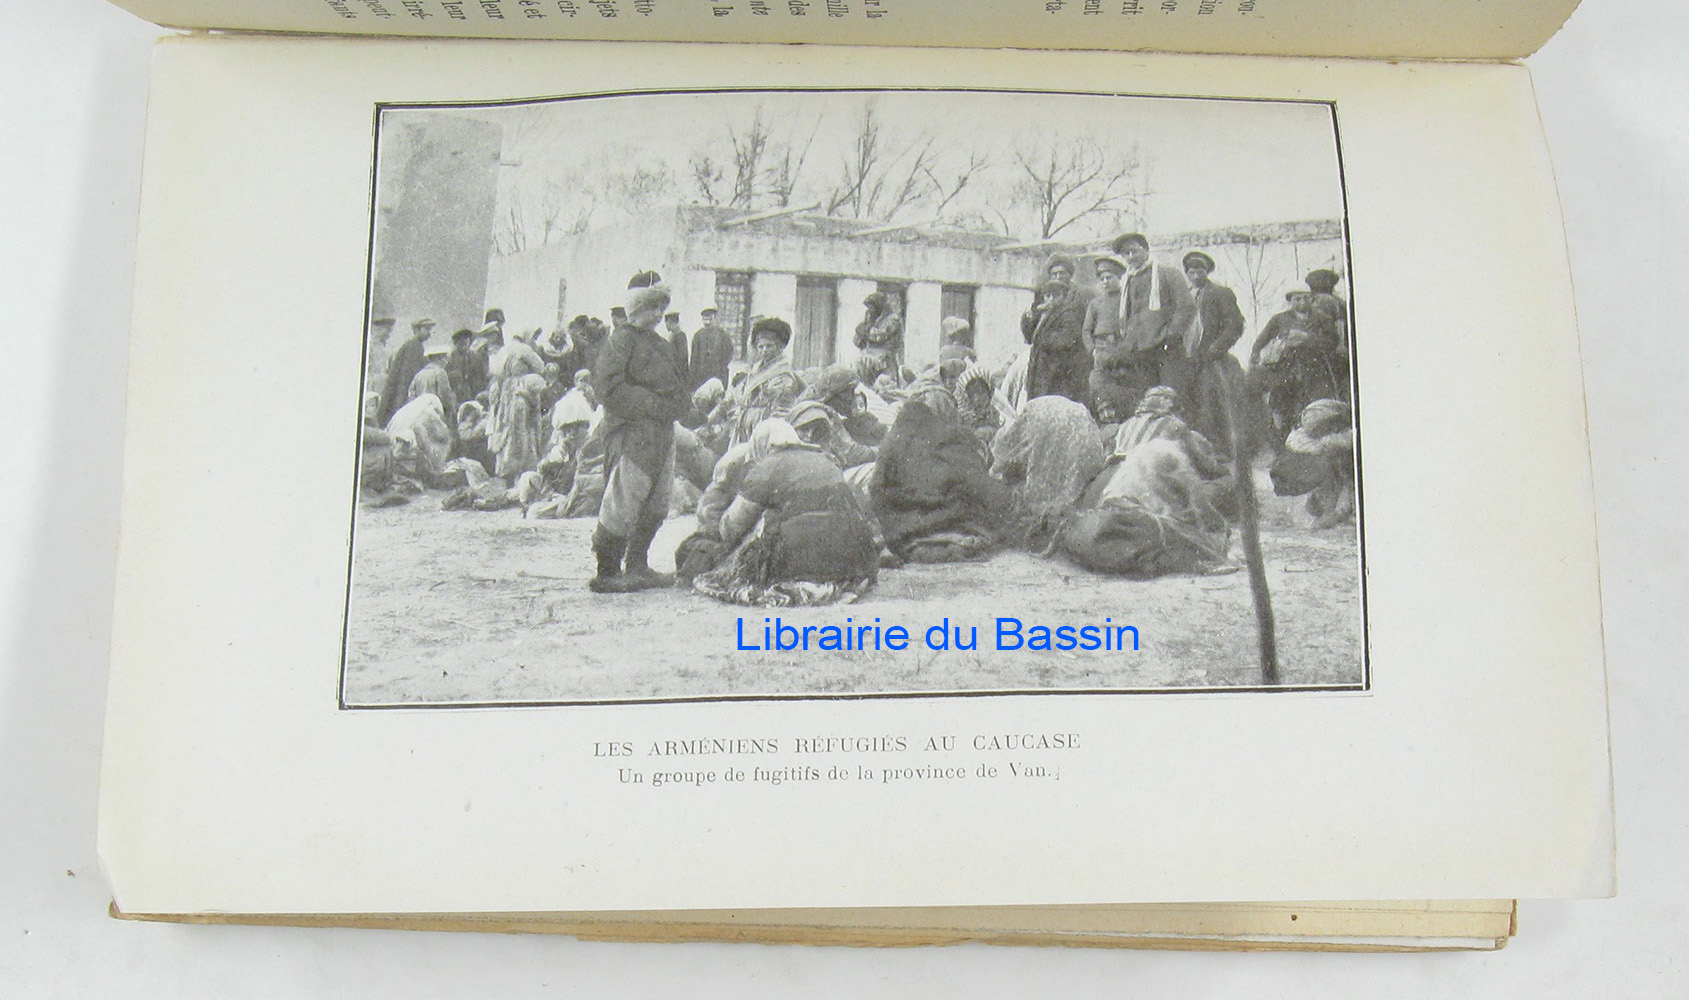 Librairie du Bassin
LES ARMÉNIENS RÉFUGIÉS AU CAUCASE
Un groupe de fugitifs de la province de Van.